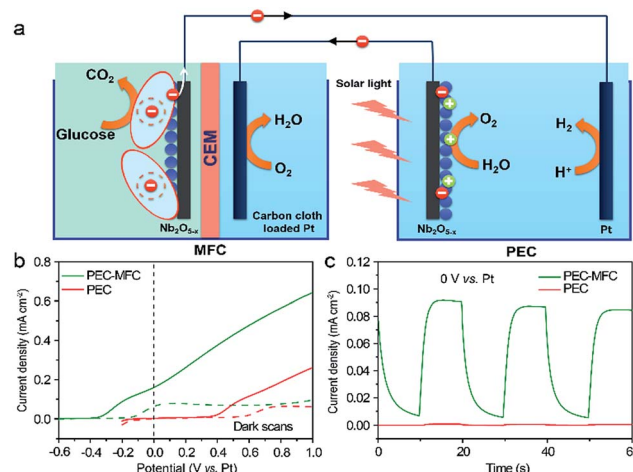 a
CO2
Glucose
Nb2O5-x
CEM
H2O
O2
Carbon cloth
loaded Pt
MFC
Solar light
O2
H2O
Nb2O5-x
H2
H+
Pt
PEC
b
PEC-MFC
PEC
Dark scans
Current density (mA cm-2)
0.8
0.6
0.4
0.2
0.0
-0.6 -0.4 -0.2 0.0 0.2 0.4 0.6 0.8 1.0
Potential (V vs. Pt)
c
0 V vs. Pt
PEC-MFC
PEC
Current density (mA cm-2)
0.12
0.10
0.08
0.06
0.04
0.02
0.00
0 20 40 60
Time (s)